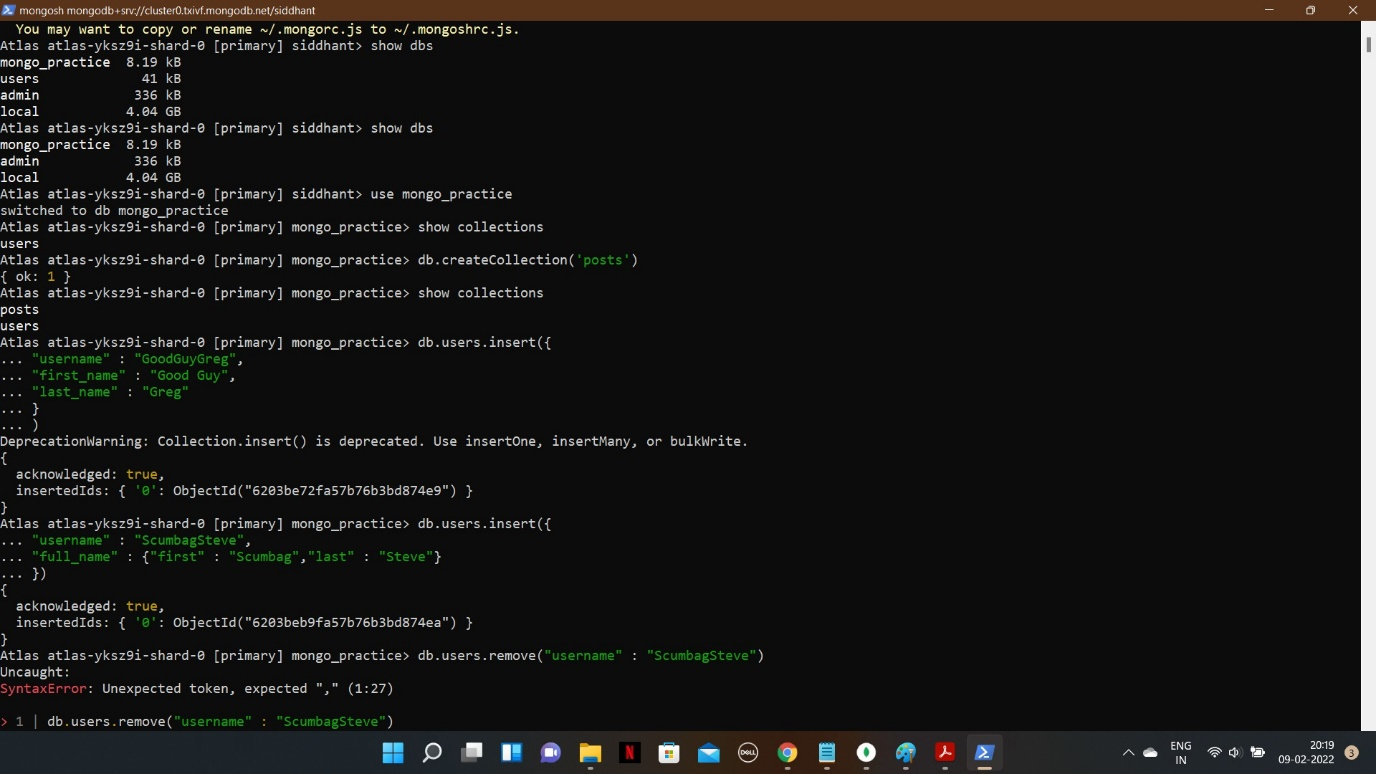 mongosh mongodb+srv://cluster0.txivf.mongodb.net/siddhant
You may want to copy or rename ~/.mongorc.js to ~/.mongoshrc.js.
Atlas atlas-yksz9i-shard-0 [primary] siddhant> show dbs
mongo_practice 8.19 kB
users 41 kB
admin 336 kB
local 4.04 GB
Atlas atlas-yksz9i-shard-0 [primary] siddhant> show dbs
mongo_practice 8.19 kB
admin 336 kB
local 4.04 GB
Atlas atlas-yksz9i-shard-0 [primary] siddhant> use mongo_practice
switched to db mongo_practice
Atlas atlas-yksz9i-shard-0 [primary] mongo_practice> show collections
users
Atlas atlas-yksz9i-shard-0 [primary] mongo_practice> db.createCollection('posts')
{ ok: 1 }
Atlas atlas-yksz9i-shard-0 [primary] mongo_practice> show collections
posts
users
Atlas atlas-yksz9i-shard-0 [primary] mongo_practice> db.users.insert({
... "username" : "GoodGuyGreg",
... "first_name" : "Good Guy",
... "last_name" : "Greg"
... }
... )
DeprecationWarning: Collection.insert() is deprecated. Use insertOne, insertMany, or bulkWrite.
{
acknowledged: true,
insertedIds: { '0': ObjectId("6203be72fa57b76b3bd874e9") }
}
Atlas atlas-yksz9i-shard-0 [primary] mongo_practice> db.users.insert({
... "username" : "ScumbagSteve",
... "full_name" : {"first" : "Scumbag","last" : "Steve"}
... })
{
acknowledged: true,
insertedIds: { '0': ObjectId("6203beb9fa57b76b3bd874ea") }
}
Atlas atlas-yksz9i-shard-0 [primary] mongo_practice> db.users.remove("username" : "ScumbagSteve")
Uncaught:
SyntaxError: Unexpected token, expected "," (1:27)
> 1 | db.users.remove("username" : "ScumbagSteve")
N
DELL
ENG
IN
20:19
09-02-2022
3